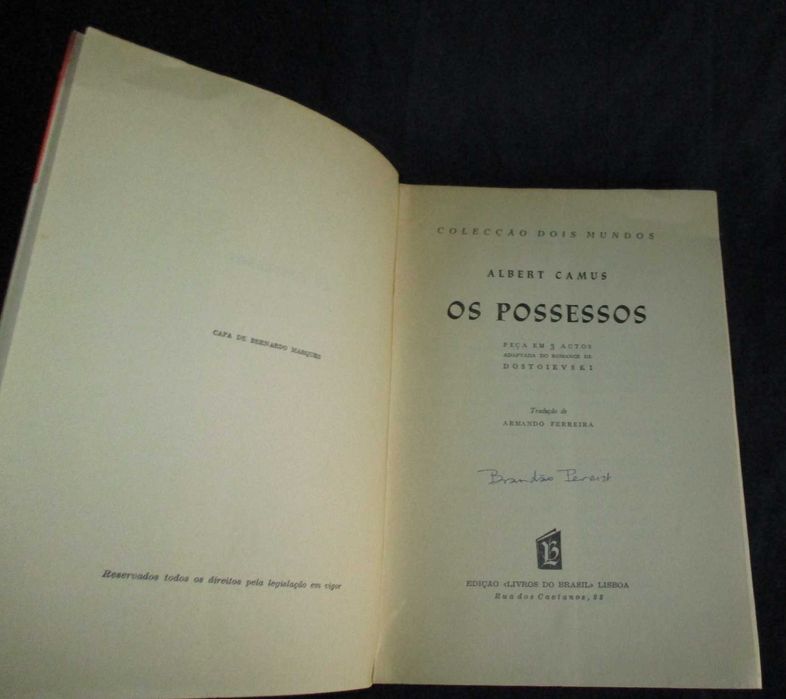 CAPA DE BERNARDO MARQUES
Reservados todos os direitos pela legislação em vigor
COLECÇÃO DOIS MUNDOS
ALBERT CAMUS
OS POSSESSOS
PEÇA EM 3 ACTOS
ADAPTADA DO ROMANCE DE
DOSTOIEVSKI
Tradução de
ARMANDO FERREIRA
Brandão
LB
EDIÇÃO «LIVROS DO BRASIL» LISBOA
Rua dos Caetanos, 22